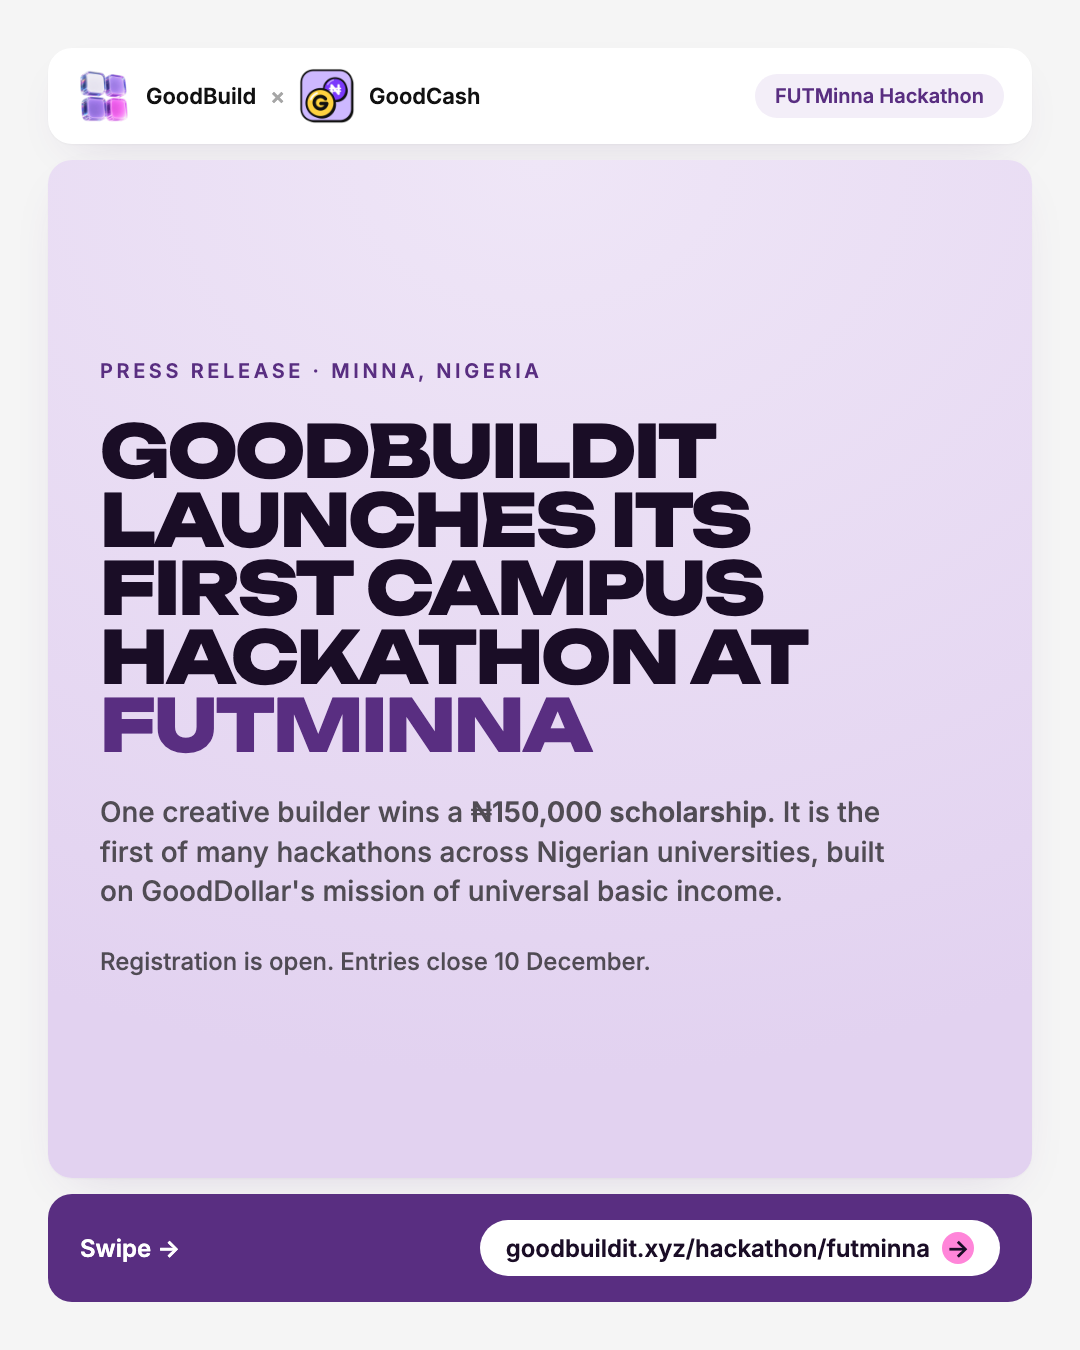 GoodBuild × GoodCash
FUTMinna Hackathon
PRESS RELEASE · MINNA, NIGERIA
GOODBUILDIT
LAUNCHES ITS
FIRST CAMPUS
HACKATHON AT
FUTMINNA
One creative builder wins a ₦150,000 scholarship. It is the
first of many hackathons across Nigerian universities, built
on GoodDollar's mission of universal basic income.
Registration is open. Entries close 10 December.
Swipe →
goodbuildit.xyz/hackathon/futminna →